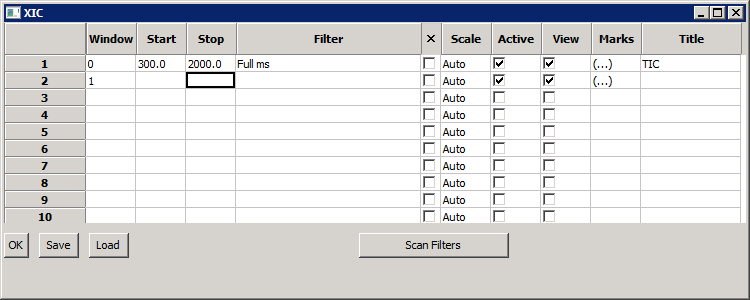 XIC
Window Start Stop Filter × Scale Active View Marks Title
1 0 300.0 2000.0 Full ms Auto (...) TIC
2 1 Auto (...)
3 Auto
4 Auto
5 Auto
6 Auto
7 Auto
8 Auto
9 Auto
10 Auto
OK Save Load Scan Filters